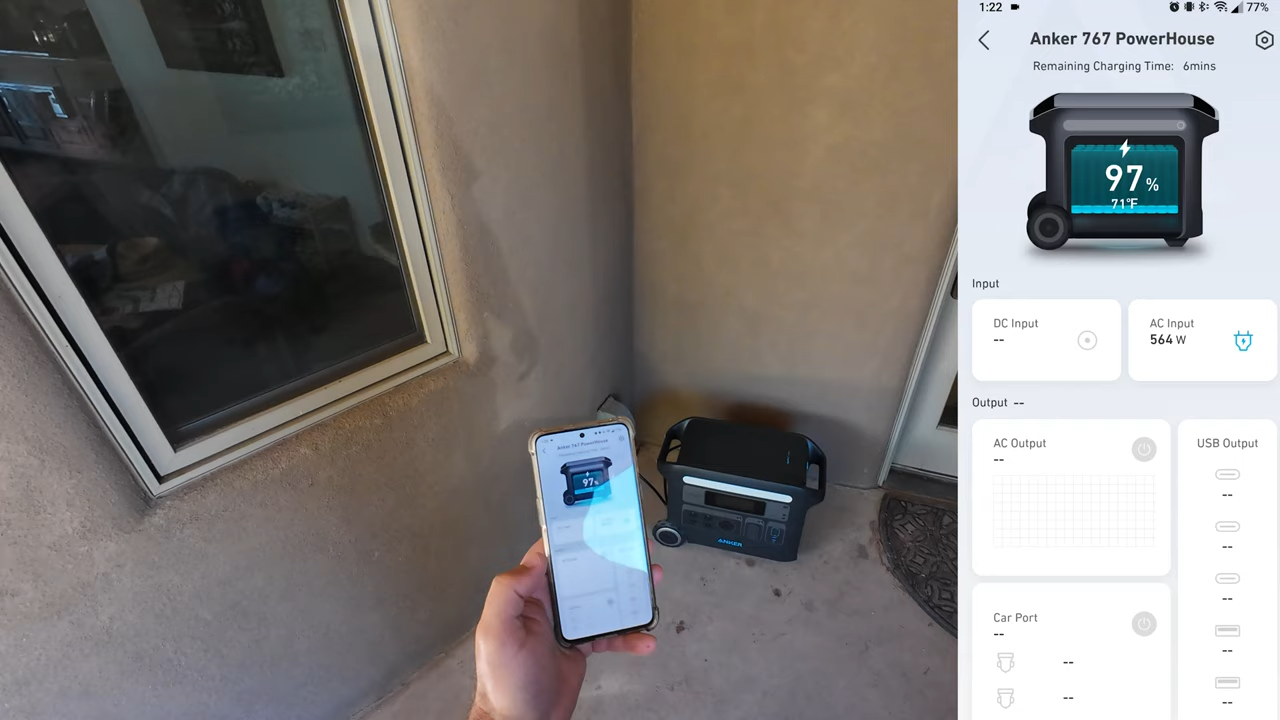 1:22
77%
Anker 767 PowerHouse
Remaining Charging Time: 6mins
97%
71°F
Input
DC Input
--
AC Input
564 W
Output --
AC Output
--
USB Output
--
--
--
Car Port
--
--
--
--
--
Anker 767 PowerHouse
97%
ANKER